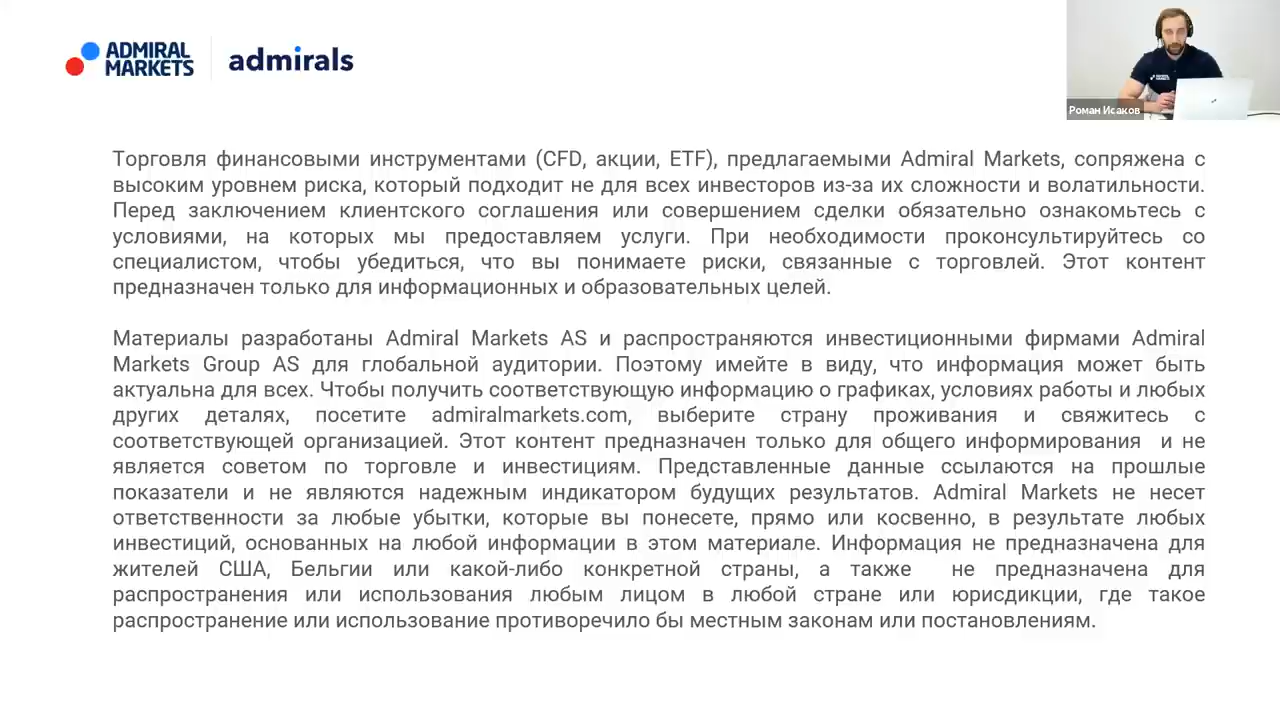 ADMIRAL
MARKETS
admirals
Роман Исаков
Торговля финансовыми инструментами (CFD, акции, ETF), предлагаемыми Admiral Markets, сопряжена с
высоким уровнем риска, который подходит не для всех инвесторов из-за их сложности и волатильности.
Перед заключением клиентского соглашения или совершением сделки обязательно ознакомьтесь с
условиями, на которых мы предоставляем услуги. При необходимости проконсультируйтесь со
специалистом, чтобы убедиться, что вы понимаете риски, связанные с торговлей. Этот контент
предназначен только для информационных и образовательных целей.
Материалы разработаны Admiral Markets AS и распространяются инвестиционными фирмами Admiral
Markets Group AS для глобальной аудитории. Поэтому имейте в виду, что информация может быть
актуальна для всех. Чтобы получить соответствующую информацию о графиках, условиях работы и любых
других деталях, посетите admiralmarkets.com, выберите страну проживания и свяжитесь с
соответствующей организацией. Этот контент предназначен только для общего информирования и не
является советом по торговле и инвестициям. Представленные данные ссылаются на прошлые
показатели и не являются надежным индикатором будущих результатов. Admiral Markets не несет
ответственности за любые убытки, которые вы понесете, прямо или косвенно, в результате любых
инвестиций, основанных на любой информации в этом материале. Информация не предназначена для
жителей США, Бельгии или какой-либо конкретной страны, а также не предназначена для
распространения или использования любым лицом в любой стране или юрисдикции, где такое
распространение или использование противоречило бы местным законам или постановлениям.